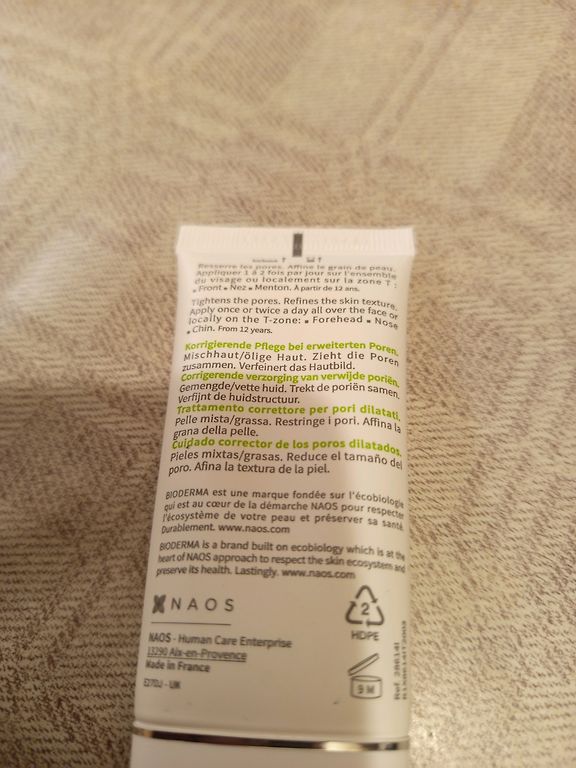 Resserre les pores. Affine le grain de peau.
Appliquer 1 à 2 fois par jour sur l'ensemble
du visage ou localement sur la zone T :
▪ Front ▪ Nez ▪ Menton. À partir de 12 ans.
Tightens the pores. Refines the skin texture.
Apply once or twice a day all over the face or
locally on the T-zone: ▪ Forehead ▪ Nose
▪ Chin. From 12 years.
Korrigierende Pflege bei erweiterten Poren.
Mischhaut/ölige Haut. Zieht die Poren
zusammen. Verfeinert das Hautbild.
Corrigerende verzorging van verwijde poriën.
Gemengde/vette huid. Trekt de poriën samen.
Verfijnt de huidstructuur.
Trattamento correttore per pori dilatati.
Pelle mista/grassa. Restringe i pori. Affina la
grana della pelle.
Cuidado corrector de los poros dilatados.
Pieles mixtas/grasas. Reduce el tamaño del
poro. Afina la textura de la piel.
BIODERMA est une marque fondée sur l'écobiologie
qui est au cœur de la démarche NAOS pour respecter
l'écosystème de votre peau et préserver sa santé.
Durablement. www.naos.com
BIODERMA is a brand built on ecobiology which is at the
heart of NAOS approach to respect the skin ecosystem and
preserve its health. Lastingly. www.naos.com
NAOS
NAOS - Human Care Enterprise
13290 Aix-en-Provence
Made in France
E270J - UK
2
HDPE
9 M
Ref. 28614I